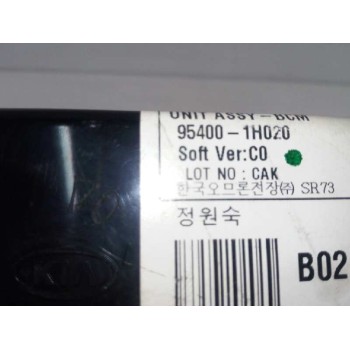 UNIT ASSY-BCM
95400-1H020
Soft Ver:C0
LOT NO : CAK
한국오므론전장㈜ SR73
정원숙
B02
KIA